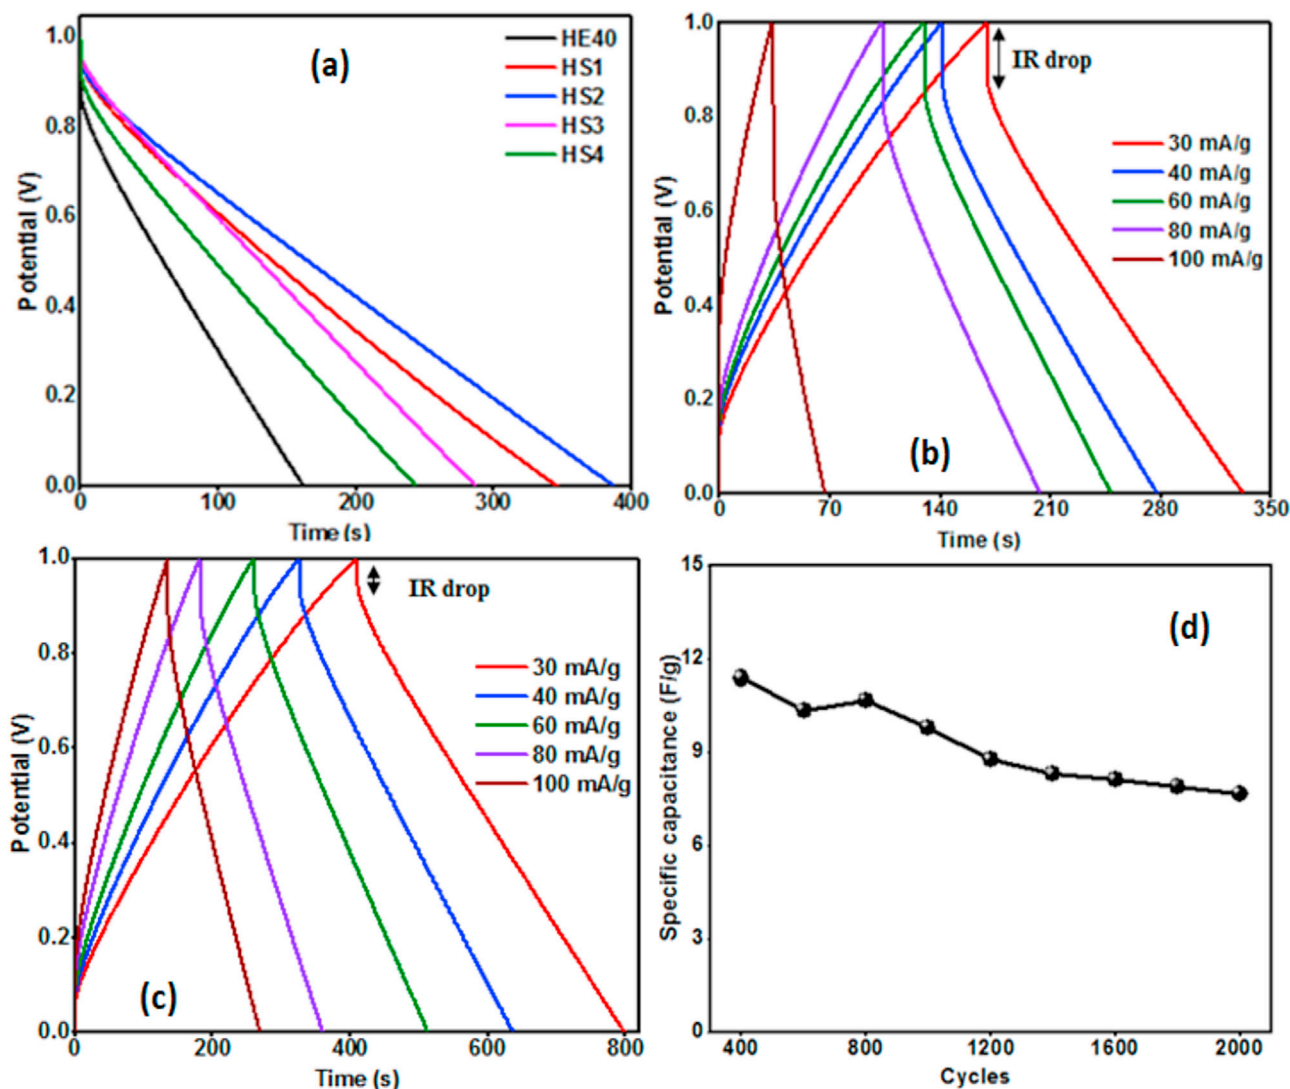 (a)
HE40
HS1
HS2
HS3
HS4
Potential (V)
1.0
0.8
0.6
0.4
0.2
0.0
0 100 200 300 400
Time (s)
IR drop
30 mA/g
40 mA/g
60 mA/g
80 mA/g
100 mA/g
(b)
Potential (V)
1.0
0.8
0.6
0.4
0.2
0.0
0 70 140 210 280 350
Time (s)
IR drop
30 mA/g
40 mA/g
60 mA/g
80 mA/g
100 mA/g
(c)
Potential (V)
1.0
0.8
0.6
0.4
0.2
0.0
0 200 400 600 800
Time (s)
(d)
Specific capacitance (F/g)
15
12
9
6
3
0
400 800 1200 1600 2000
Cycles